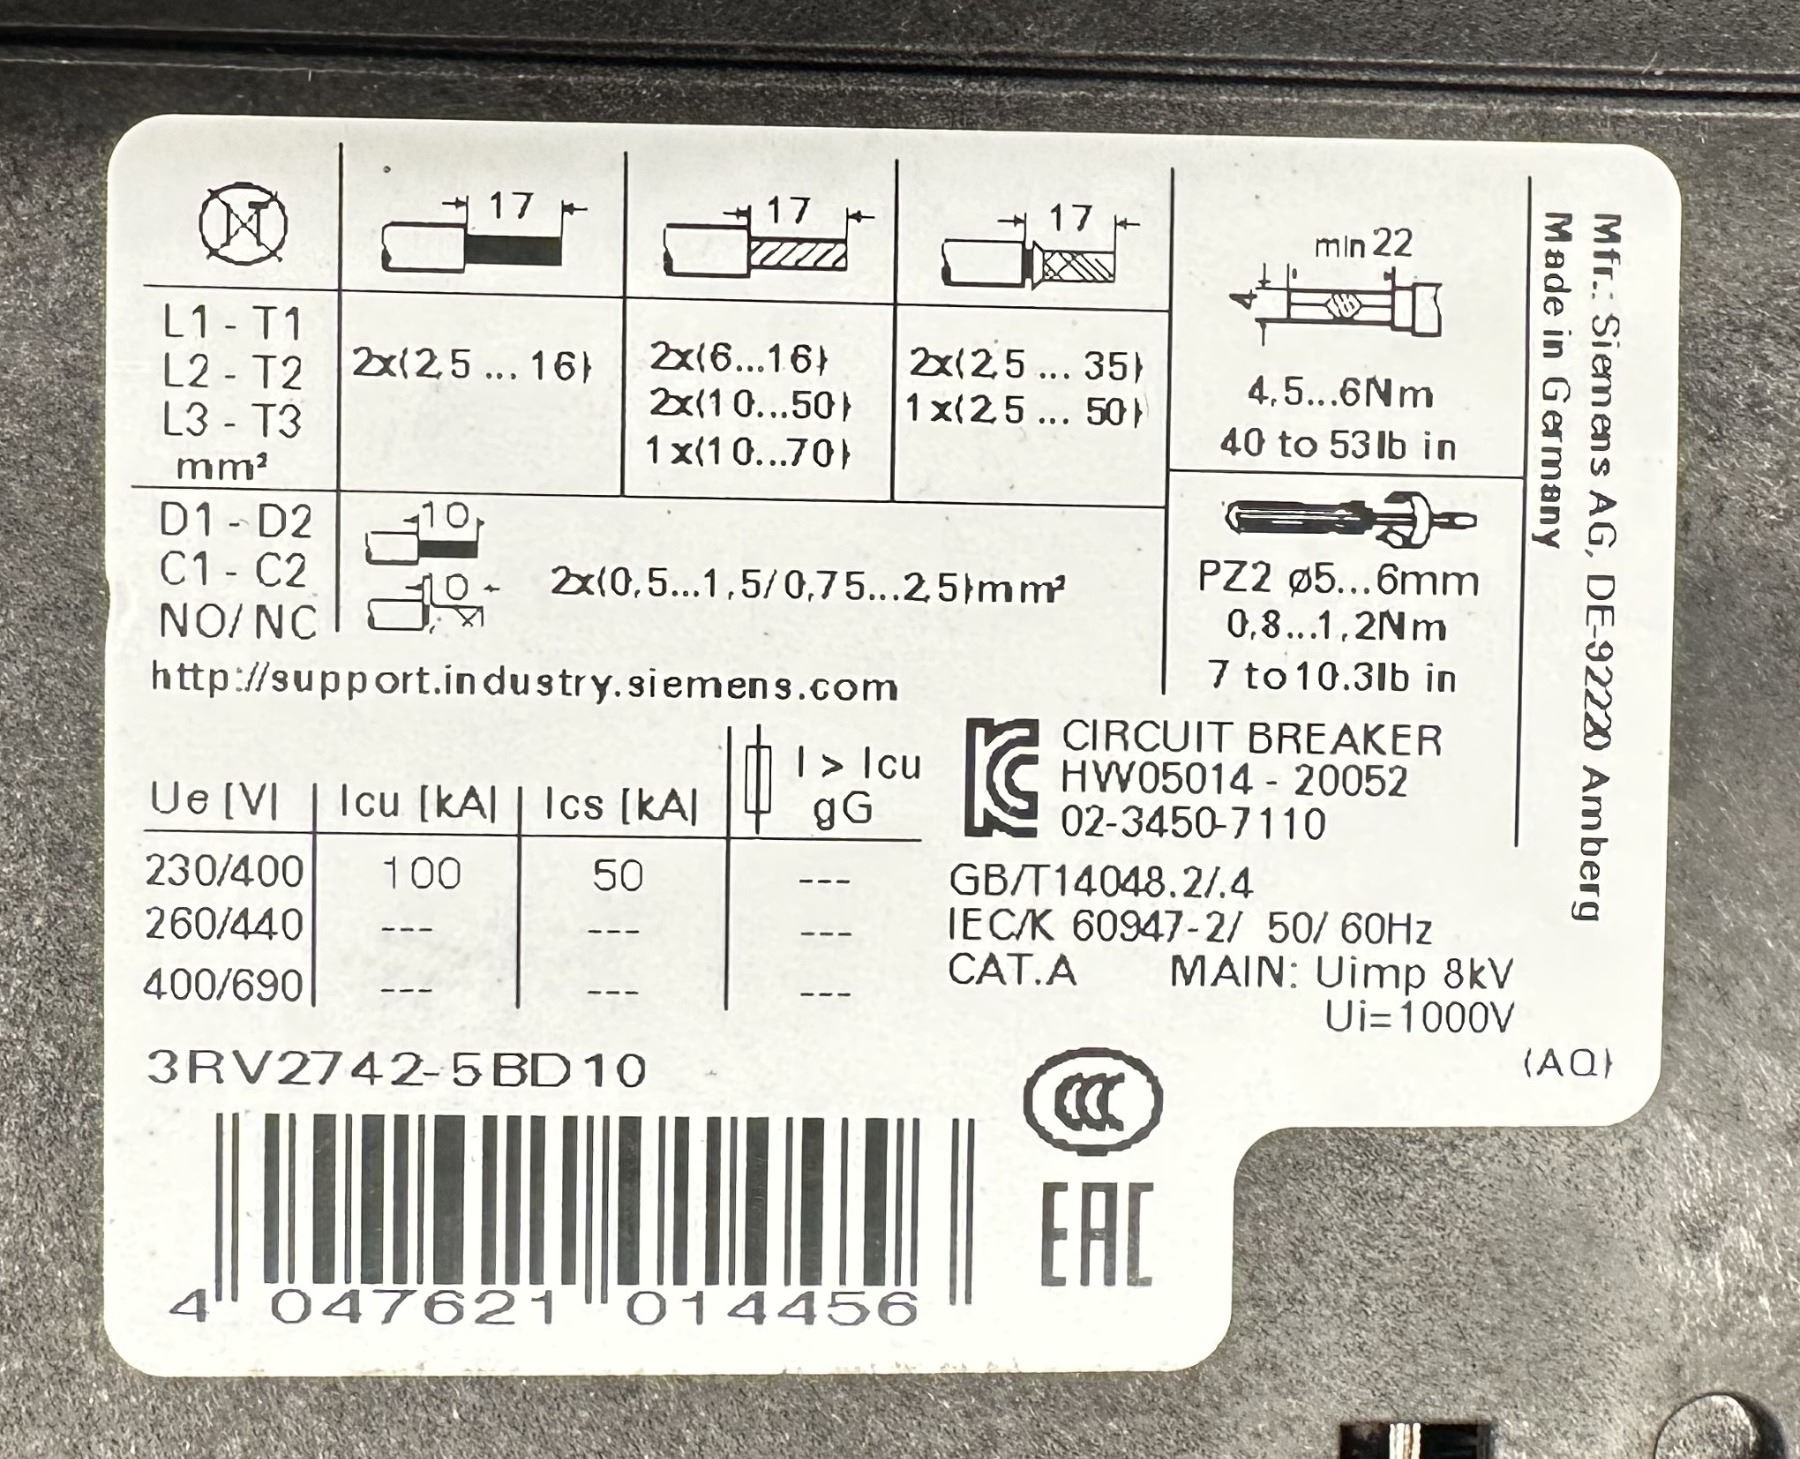 17
17
17
min 22
4
L1 - T1
L2 - T2
L3 - T3
mm²
2x(2,5 ... 16)
2x(6...16)
2x(10...50)
1x(10...70)
2x(2,5 ... 35)
1x(2,5 ... 50)
4,5...6Nm
40 to 53 lb in
D1 - D2
C1 - C2
NO/NC
10
10
2x(0,5...1,5/0,75...2,5)mm²
PZ2 ø5...6mm
0,8...1,2Nm
7 to 10.3lb in
http://support.industry.siemens.com
Mfr.: Siemens AG, DE-92220 Amberg
Made in Germany
Ue [V] Icu [kA] Ics [kA] I > Icu
gG
230/400 100 50 ---
260/440 --- --- ---
400/690 --- --- ---
CIRCUIT BREAKER
HW05014 - 20052
02-3450-7110
GB/T14048.2/.4
IEC/K 60947-2/ 50/60Hz
CAT.A MAIN: Uimp 8kV
Ui=1000V
(AQ)
3RV2742-5BD10
CCC
EAC
4 047621 014456